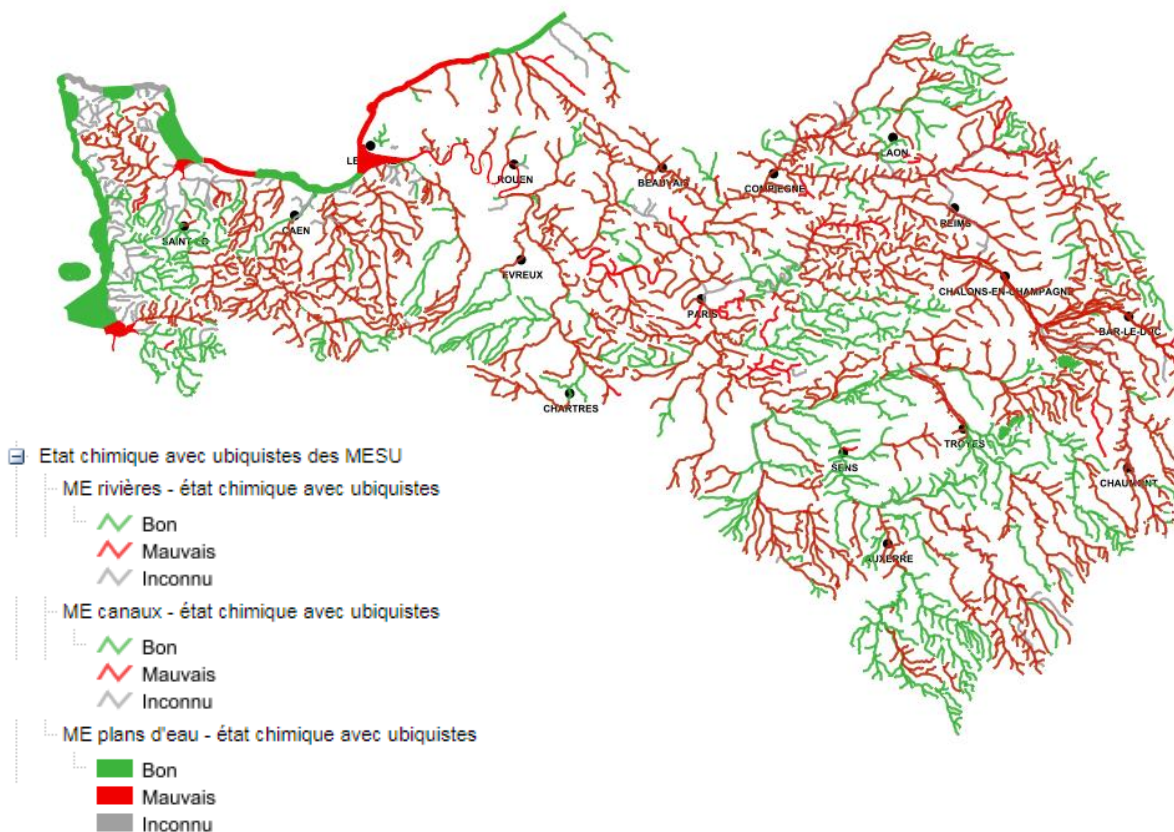 LE
ROUEN
BEAUVAIS
COMPIEGNE
LAON
REIMS
SAINT-LO
CAEN
EVREUX
PARIS
CHALONS-EN-CHAMPAGNE
BAR-LE-DUC
CHARTRES
SENS
TROYES
CHAUMONT
AUXERRE
Etat chimique avec ubiquistes des MESU
ME rivières - état chimique avec ubiquistes
Bon
Mauvais
Inconnu
ME canaux - état chimique avec ubiquistes
Bon
Mauvais
Inconnu
ME plans d'eau - état chimique avec ubiquistes
Bon
Mauvais
Inconnu